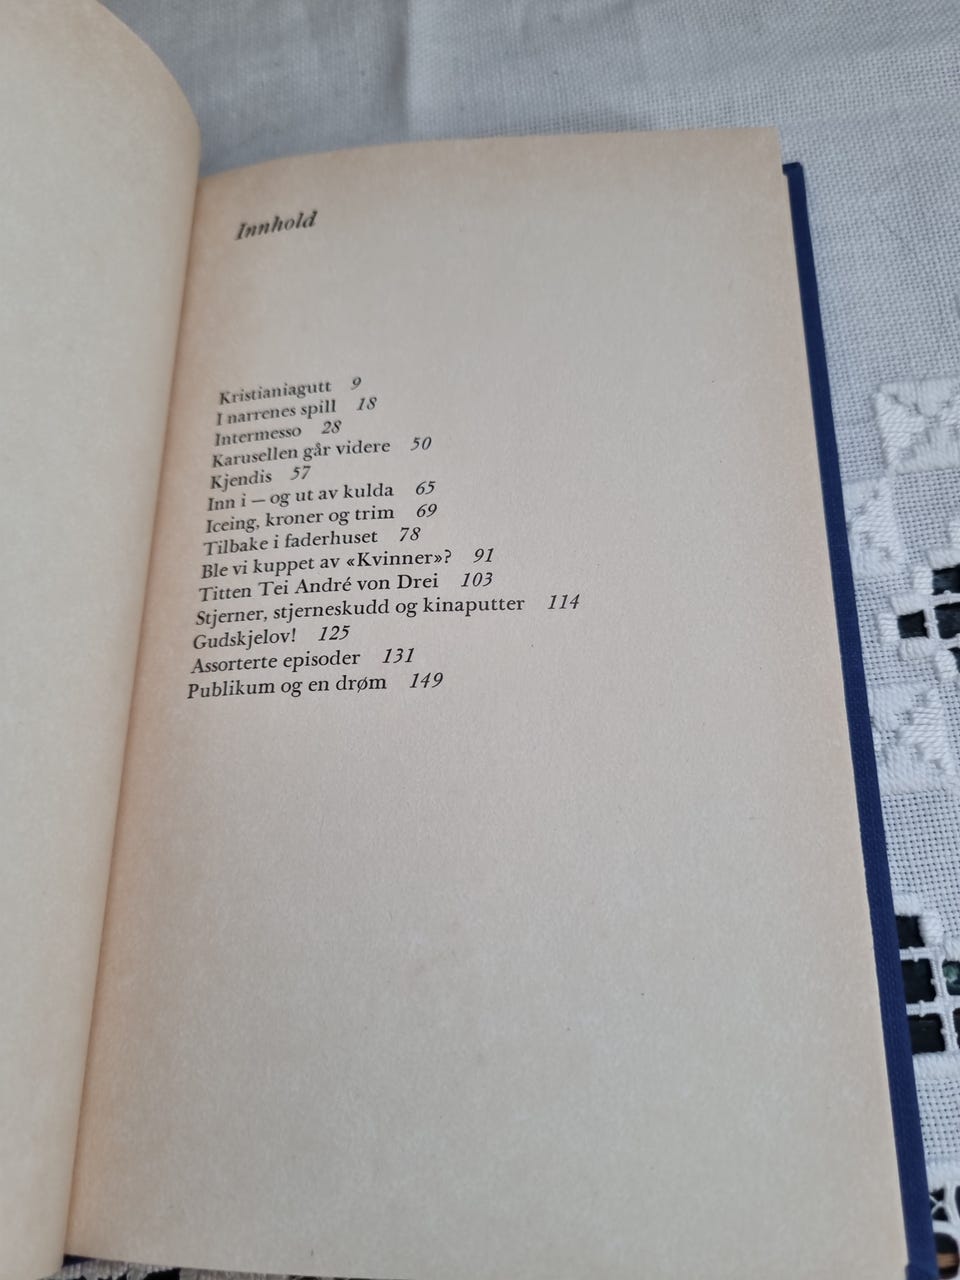 Innhold
Kristianiagutt 9
I narrenes spill 18
Intermesso 28
Karusellen går videre 50
Kjendis 57
Inn i — og ut av kulda 65
Iceing, kroner og trim 69
Tilbake i faderhuset 78
Ble vi kuppet av «Kvinner»? 91
Titten Tei André von Drei 103
Stjerner, stjerneskudd og kinaputter 114
Gudskjelov! 125
Assorterte episoder 131
Publikum og en drøm 149